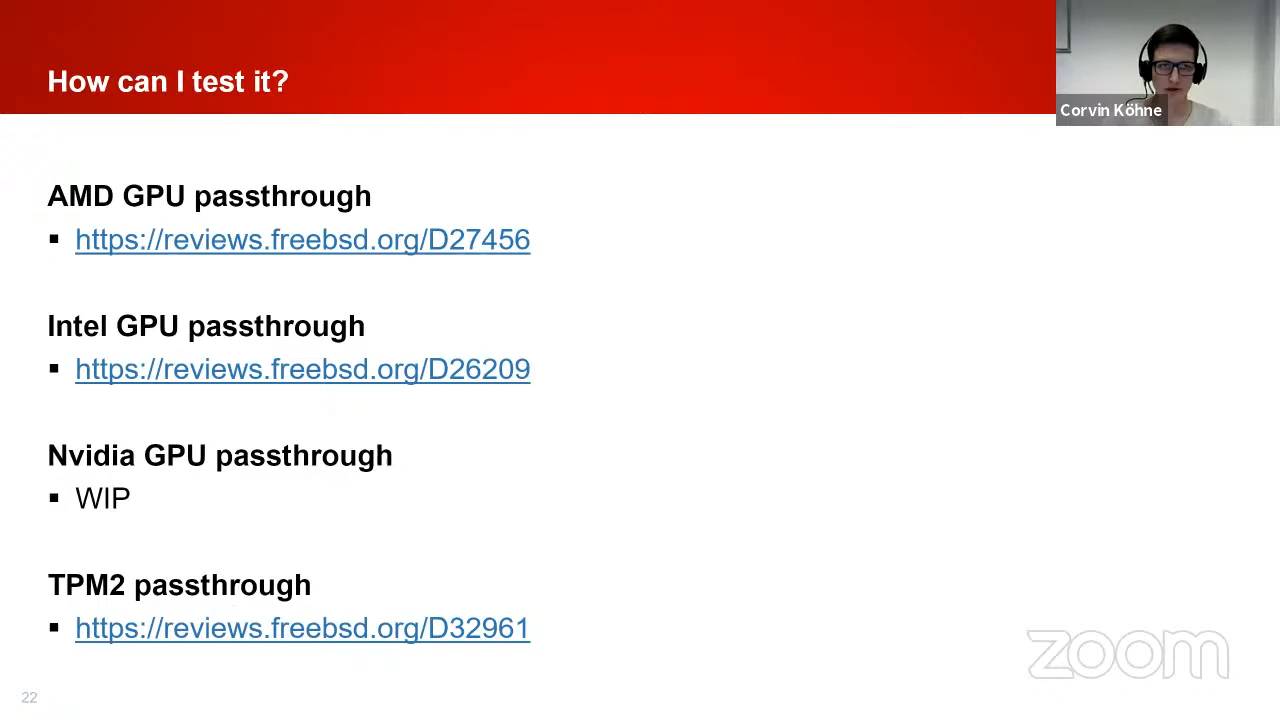 How can I test it?
Corvin Köhne
AMD GPU passthrough
▪ https://reviews.freebsd.org/D27456
Intel GPU passthrough
▪ https://reviews.freebsd.org/D26209
Nvidia GPU passthrough
▪ WIP
TPM2 passthrough
▪ https://reviews.freebsd.org/D32961
zoom
22